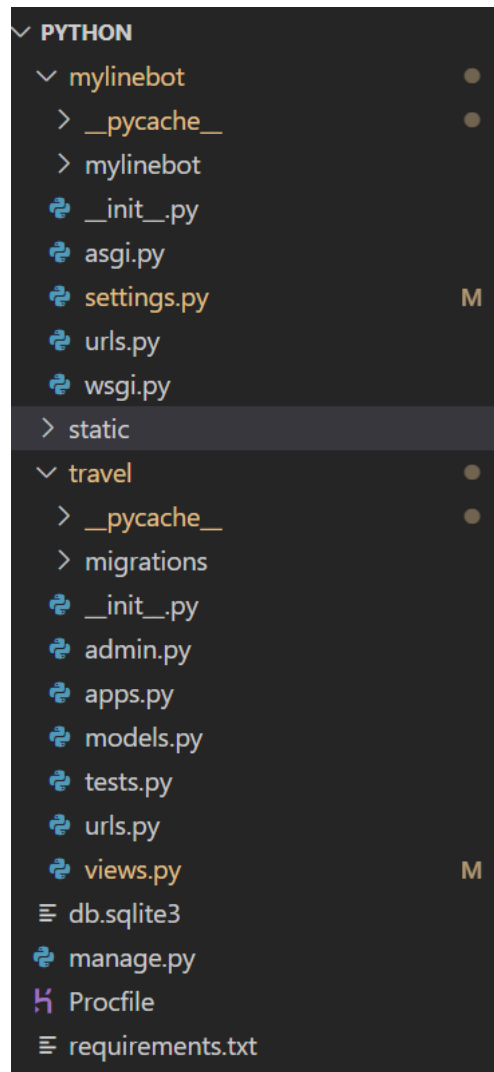 PYTHON
mylinebot
__pycache__
mylinebot
__init__.py
asgi.py
settings.py M
urls.py
wsgi.py
static
travel
__pycache__
migrations
__init__.py
admin.py
apps.py
models.py
tests.py
urls.py
views.py M
db.sqlite3
manage.py
Procfile
requirements.txt